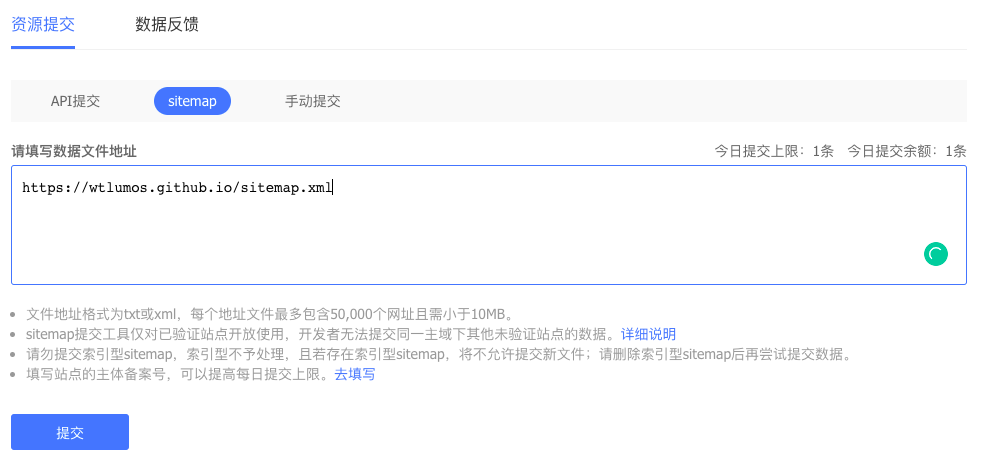 资源提交 数据反馈
API提交 sitemap 手动提交
请填写数据文件地址 今日提交上限：1条 今日提交余额：1条
https://wtlumos.github.io/sitemap.xml
文件地址格式为txt或xml，每个地址文件最多包含50,000个网址且需小于10MB。
sitemap提交工具仅对已验证站点开放使用，开发者无法提交同一主域下其他未验证站点的数据。详细说明
请勿提交索引型sitemap，索引型不予处理，且若存在索引型sitemap，将不允许提交新文件；请删除索引型sitemap后再尝试提交数据。
填写站点的主体备案号，可以提高每日提交上限。去填写
提交